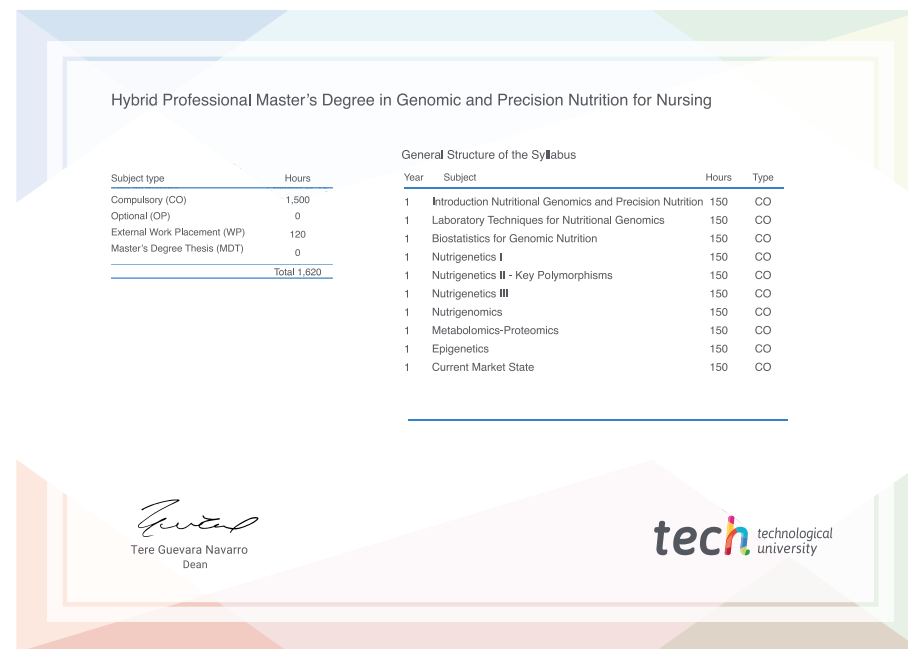 Hybrid Professional Master's Degree in Genomic and Precision Nutrition for Nursing
Subject type Hours
Compulsory (CO) 1,500
Optional (OP) 0
External Work Placement (WP) 120
Master's Degree Thesis (MDT) 0
Total 1,620
General Structure of the Syllabus
Year Subject Hours Type
1 Introduction Nutritional Genomics and Precision Nutrition 150 CO
1 Laboratory Techniques for Nutritional Genomics 150 CO
1 Biostatistics for Genomic Nutrition 150 CO
1 Nutrigenetics I 150 CO
1 Nutrigenetics II - Key Polymorphisms 150 CO
1 Nutrigenetics III 150 CO
1 Nutrigenomics 150 CO
1 Metabolomics-Proteomics 150 CO
1 Epigenetics 150 CO
1 Current Market State 150 CO
Tere Guevara Navarro
Dean
tech technological
university